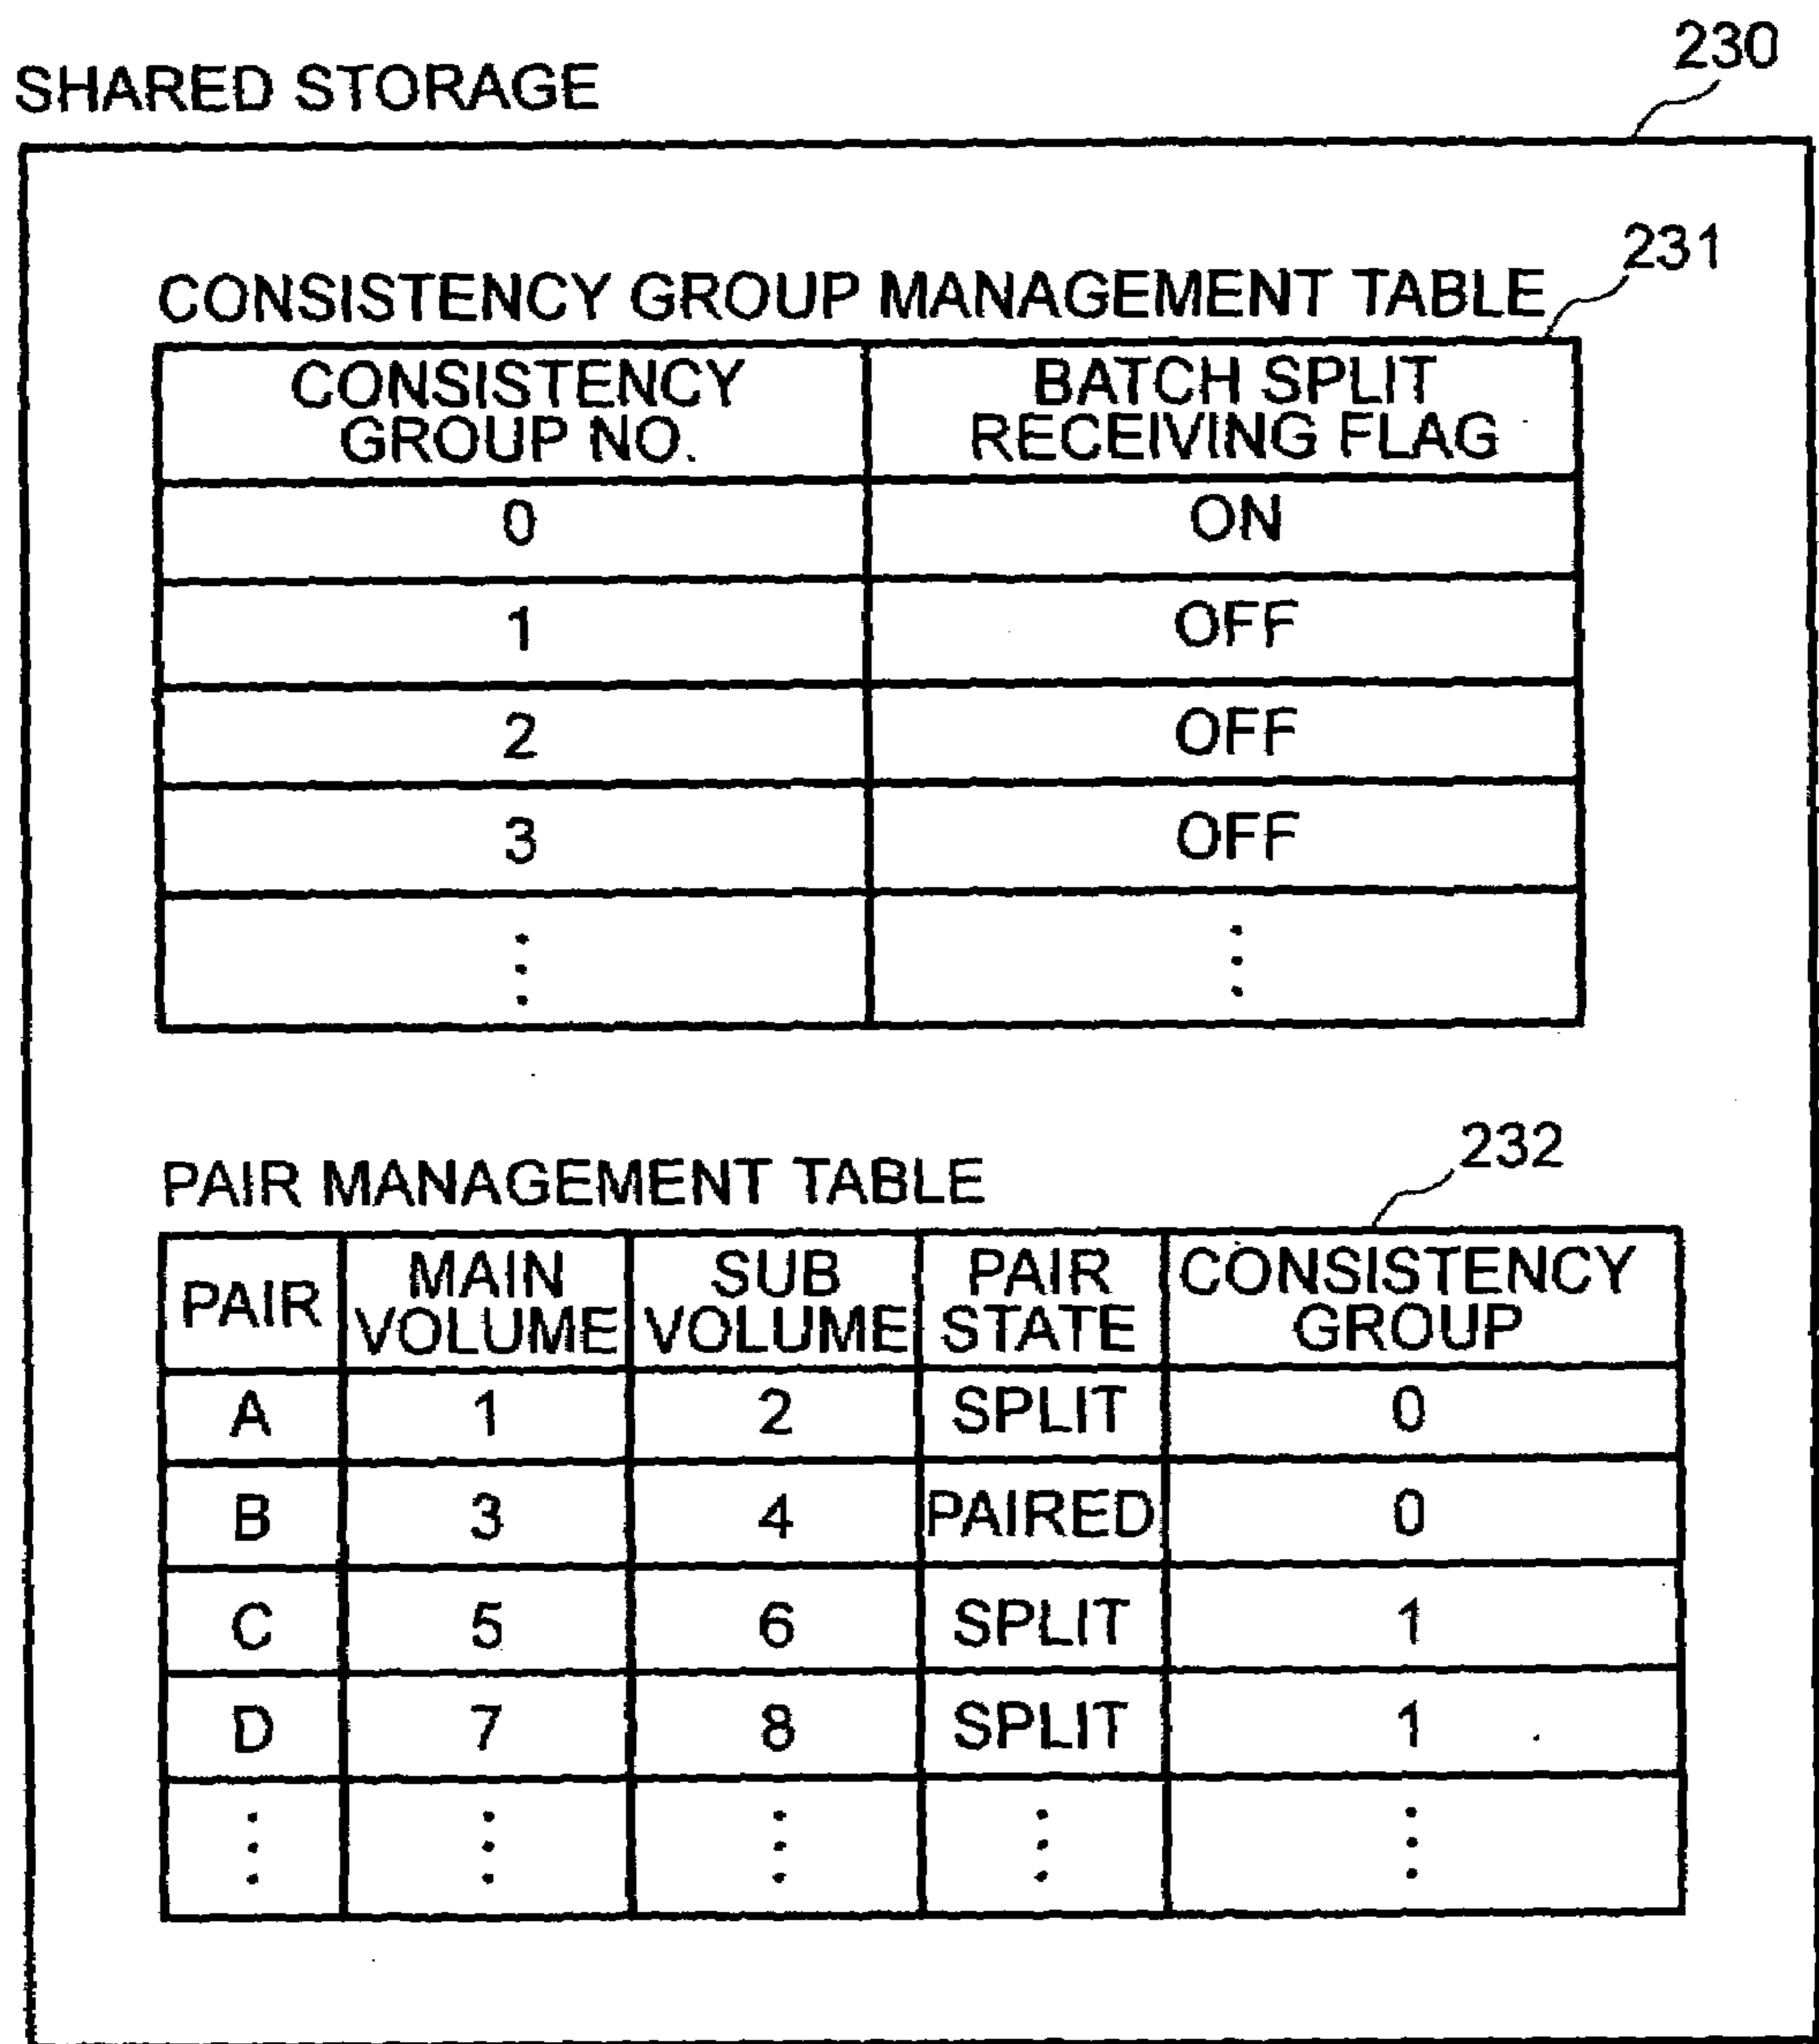 230
SHARED STORAGE
231
CONSISTENCY GROUP MANAGEMENT TABLE
CONSISTENCY GROUP NO. BATCH SPLIT RECEIVING FLAG
0 ON
1 OFF
2 OFF
3 OFF
⋮ ⋮
232
PAIR MANAGEMENT TABLE
PAIR MAIN VOLUME SUB VOLUME PAIR STATE CONSISTENCY GROUP
A 1 2 SPLIT 0
B 3 4 PAIRED 0
C 5 6 SPLIT 1
D 7 8 SPLIT 1
⋮ ⋮ ⋮ ⋮ ⋮